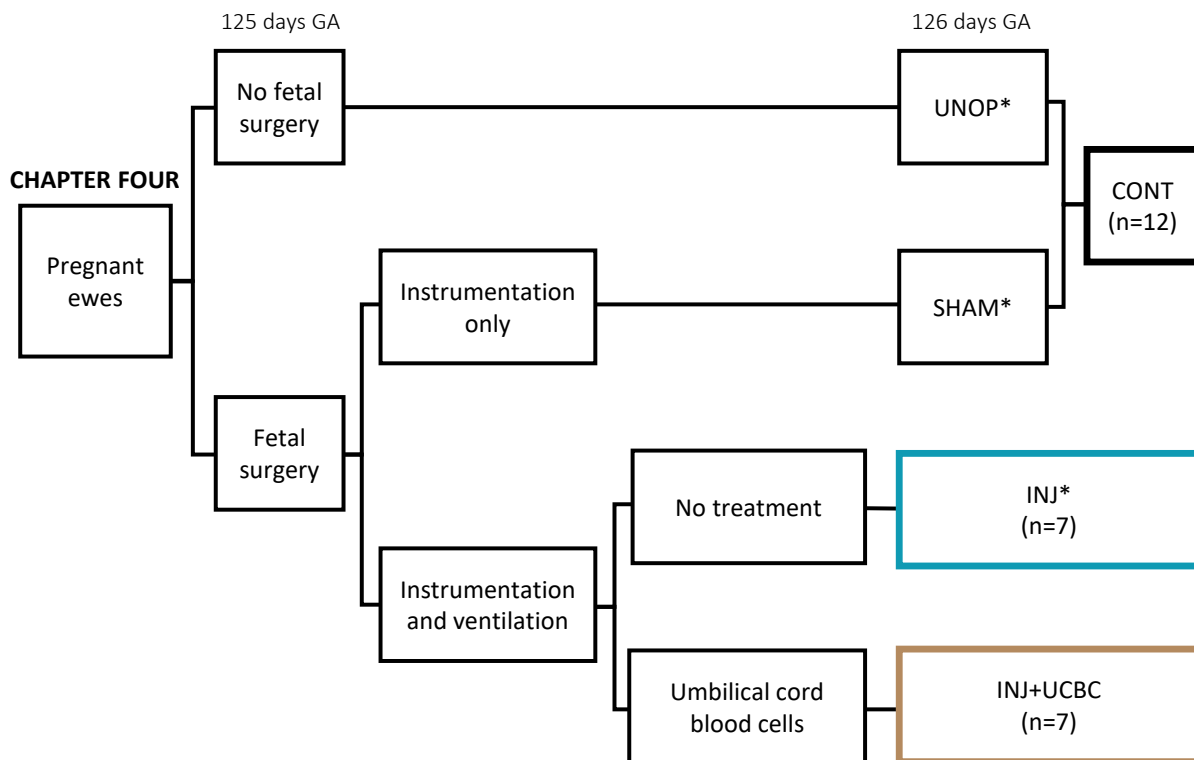 125 days GA
126 days GA
No fetal
surgery
UNOP*
CHAPTER FOUR
CONT
(n=12)
Pregnant
ewes
Instrumentation
only
SHAM*
Fetal
surgery
No treatment
INJ*
(n=7)
Instrumentation
and ventilation
Umbilical cord
blood cells
INJ+UCBC
(n=7)